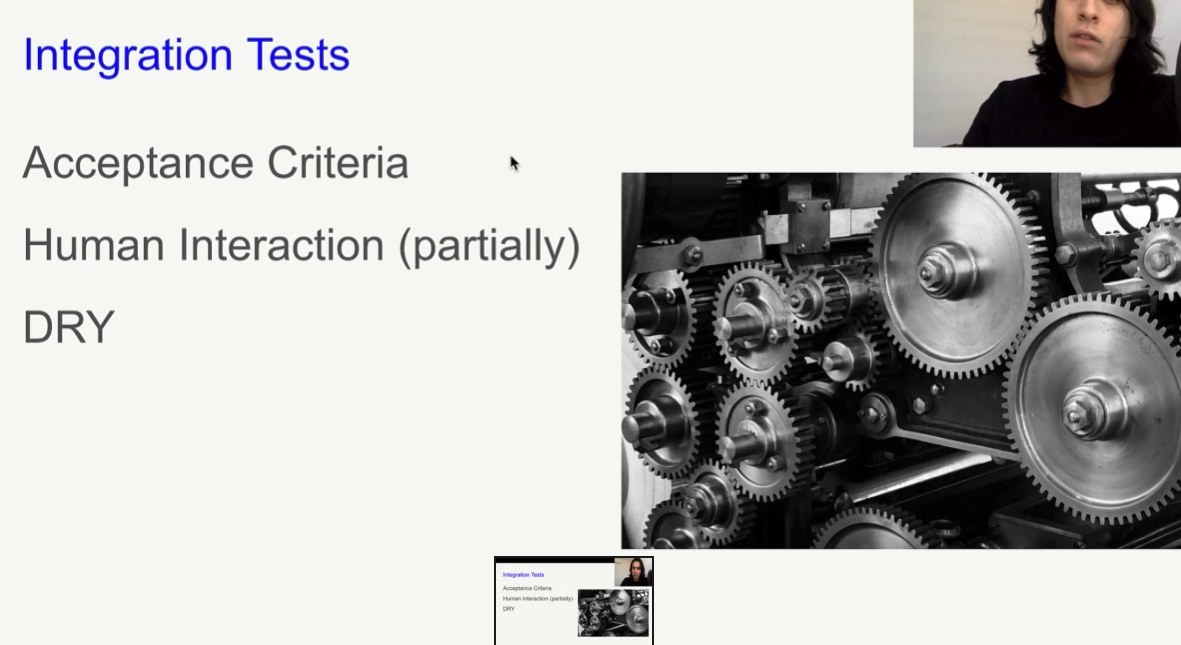 Integration Tests
Acceptance Criteria
Human Interaction (partially)
DRY
Integration Tests
Acceptance Criteria
Human Interaction (partially)
DRY